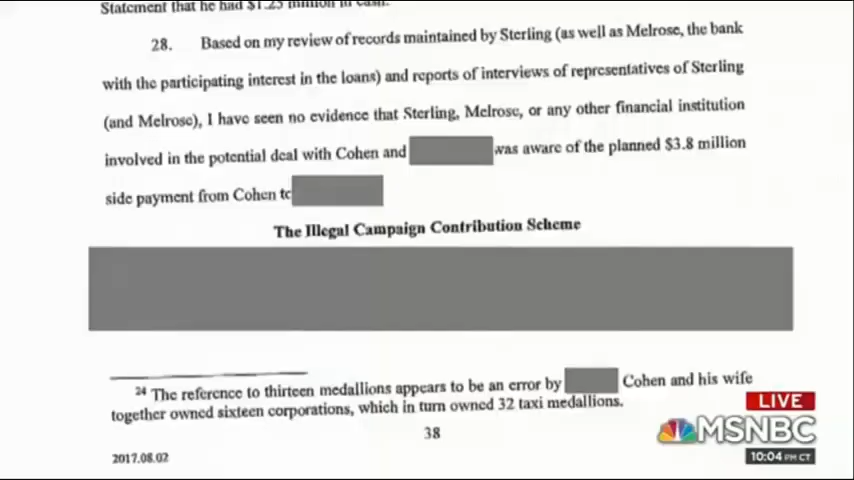 Statement that he had $1.25 million in cash.
28. Based on my review of records maintained by Sterling (as well as Melrose, the bank
with the participating interest in the loans) and reports of interviews of representatives of Sterling
(and Melrose), I have seen no evidence that Sterling, Melrose, or any other financial institution
involved in the potential deal with Cohen and was aware of the planned $3.8 million
side payment from Cohen to
The Illegal Campaign Contribution Scheme
24 The reference to thirteen medallions appears to be an error by Cohen and his wife
together owned sixteen corporations, which in turn owned 32 taxi medallions.
38
2017.08.02
LIVE
MSNBC
10:04 PM CT